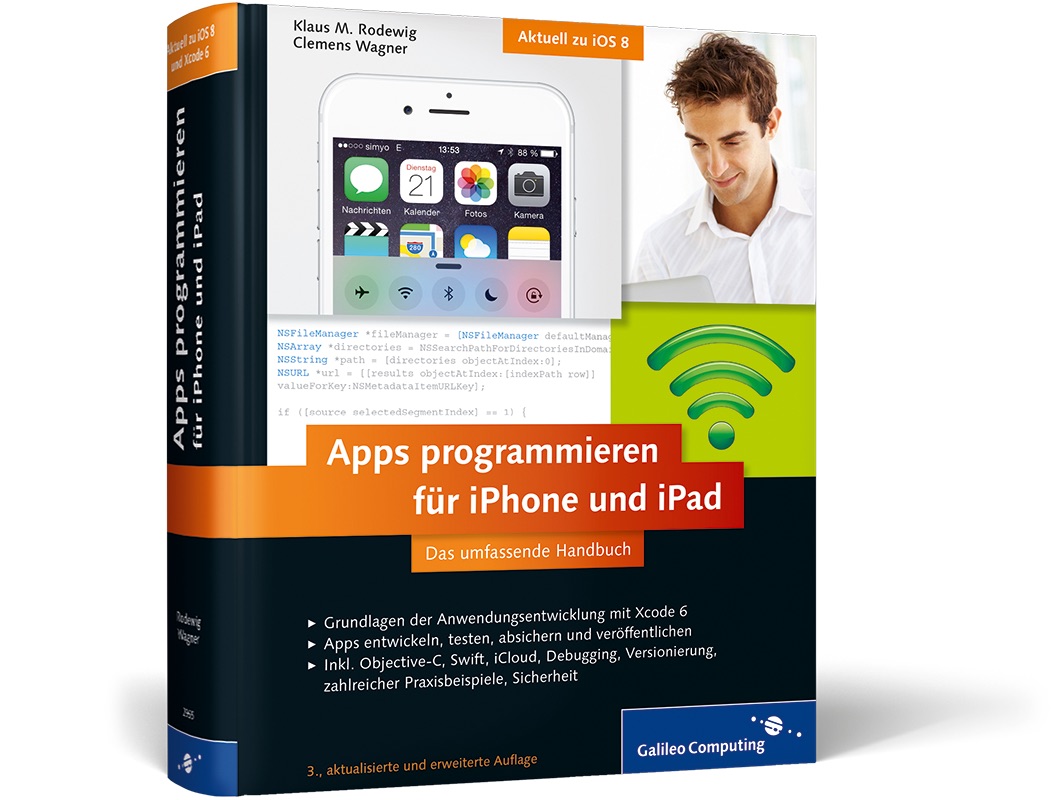 Aktuell zu iOS 8
und Xcode 6
Apps programmieren
für iPhone und iPad
Rodewig
Wagner
2965
Klaus M. Rodewig
Clemens Wagner
Aktuell zu iOS 8
simyo E 13:53 88 %
Dienstag
21
Nachrichten Kalender Fotos Kamera
280
NSFileManager *fileManager = [NSFileManager defaultManag
NSArray *directories = NSSearchPathForDirectoriesInDomai
NSString *path = [directories objectAtIndex:0];
NSURL *url = [[results objectAtIndex:[indexPath row]]
valueForKey:NSMetadataItemURLKey];
if ([source selectedSegmentIndex] == 1) {
Apps programmieren
für iPhone und iPad
Das umfassende Handbuch
▸ Grundlagen der Anwendungsentwicklung mit Xcode 6
▸ Apps entwickeln, testen, absichern und veröffentlichen
▸ Inkl. Objective-C, Swift, iCloud, Debugging, Versionierung,
zahlreicher Praxisbeispiele, Sicherheit
3., aktualisierte und erweiterte Auflage
Galileo Computing